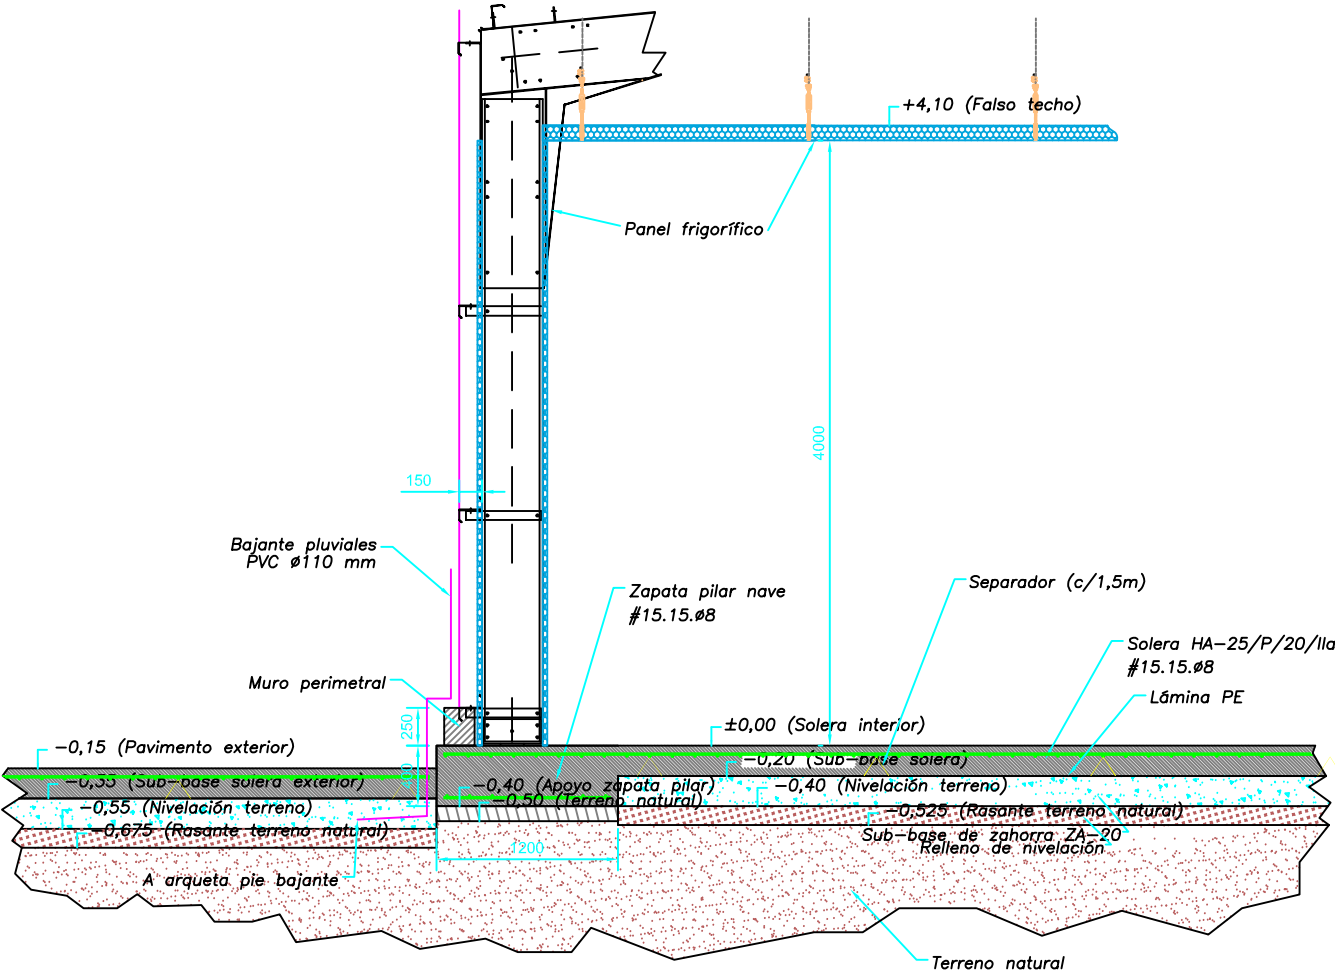 +4,10 (Falso techo)
Panel frigorífico
4000
150
Bajante pluviales
PVC ø110 mm
Zapata pilar nave
#15.15.ø8
Separador (c/1,5m)
Solera HA-25/P/20/IIa
#15.15.ø8
Muro perimetral
Lámina PE
250
±0,00 (Solera interior)
-0,15 (Pavimento exterior)
-0,20 (Sub-base solera)
-0,35 (Sub-base solera exterior)
-0,40 (Apoyo zapata pilar)
-0,40 (Nivelación terreno)
-0,50 (Terreno natural)
-0,55 (Nivelación terreno)
-0,525 (Rasante terreno natural)
-0,675 (Rasante terreno natural)
Sub-base de zahorra ZA-20
Relleno de nivelación
1200
A arqueta pie bajante
Terreno natural